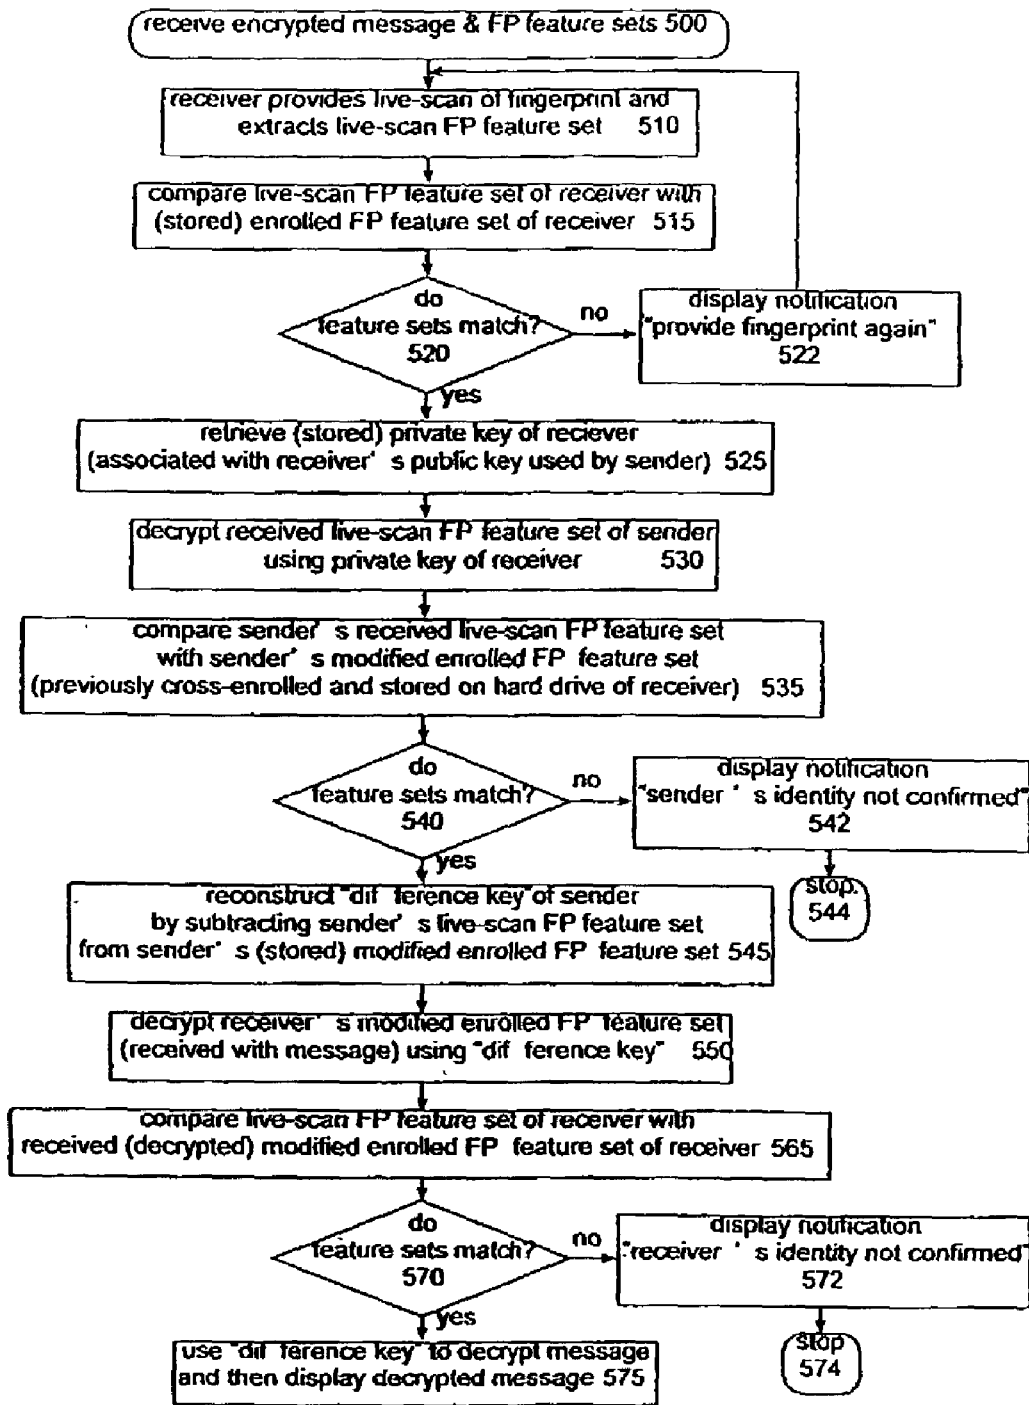 receive encrypted message & FP feature sets 500
receiver provides live-scan of fingerprint and
extracts live-scan FP feature set 510
compare live-scan FP feature set of receiver with
(stored) enrolled FP feature set of receiver 515
do
feature sets match?
520
no
display notification
"provide fingerprint again"
522
yes
retrieve (stored) private key of reciever
(associated with receiver' s public key used by sender) 525
decrypt received live-scan FP feature set of sender
using private key of receiver 530
compare sender' s received live-scan FP feature set
with sender' s modified enrolled FP feature set
(previously cross-enrolled and stored on hard drive of receiver) 535
do
feature sets match?
540
no
display notification
"sender ' s identity not confirmed"
542
stop.
544
yes
reconstruct "dif ference key" of sender
by subtracting sender' s live-scan FP feature set
from sender' s (stored) modified enrolled FP feature set 545
decrypt receiver' s modified enrolled FP feature set
(received with message) using "dif ference key" 550
compare live-scan FP feature set of receiver with
received (decrypted) modified enrolled FP feature set of receiver 565
do
feature sets match?
570
no
display notification
"receiver ' s identity not confirmed"
572
stop
574
yes
use "dif ference key" to decrypt message
and then display decrypted message 575